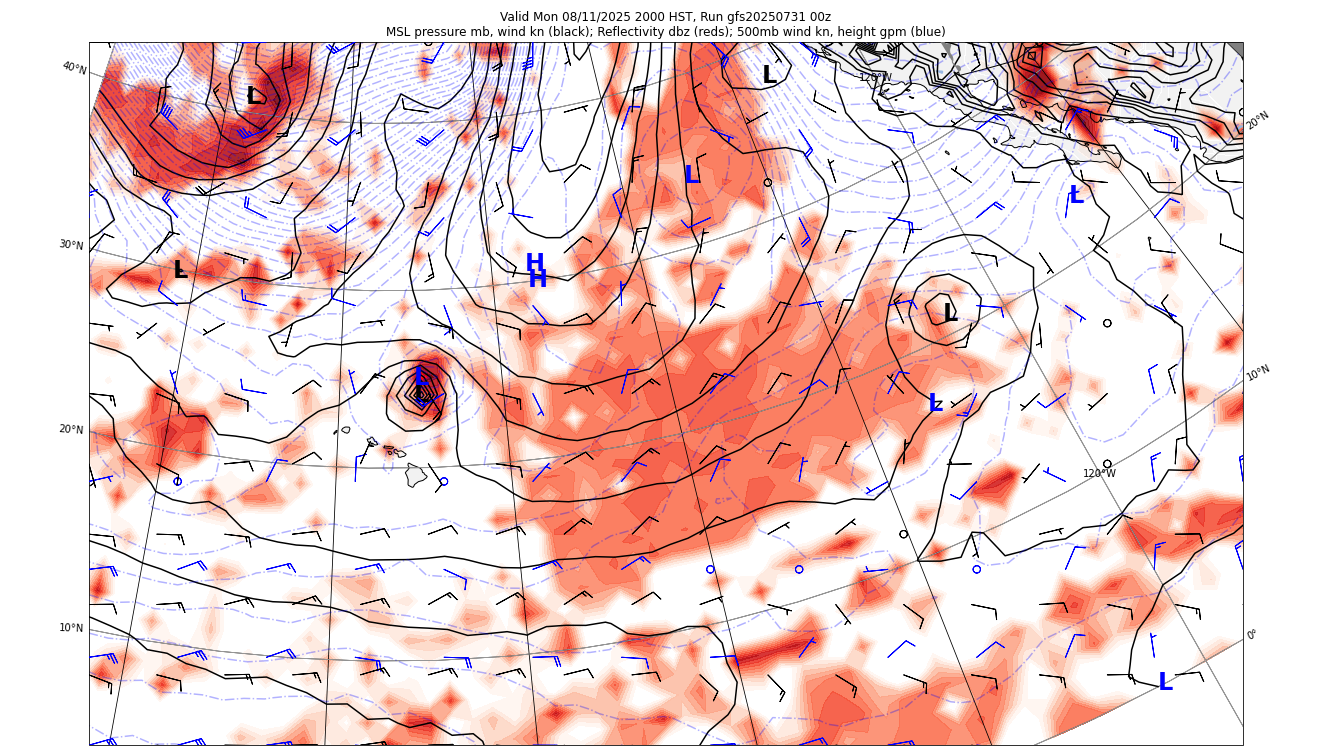 Valid Mon 08/11/2025 2000 HST, Run gfs20250731 00z
MSL pressure mb, wind kn (black); Reflectivity dbz (reds); 500mb wind kn, height gpm (blue)
40°N
L
L
120°W
20°N
L
L
30°N
L
H
H
L
10°N
L
L
20°N
120°W
10°N
0°
L